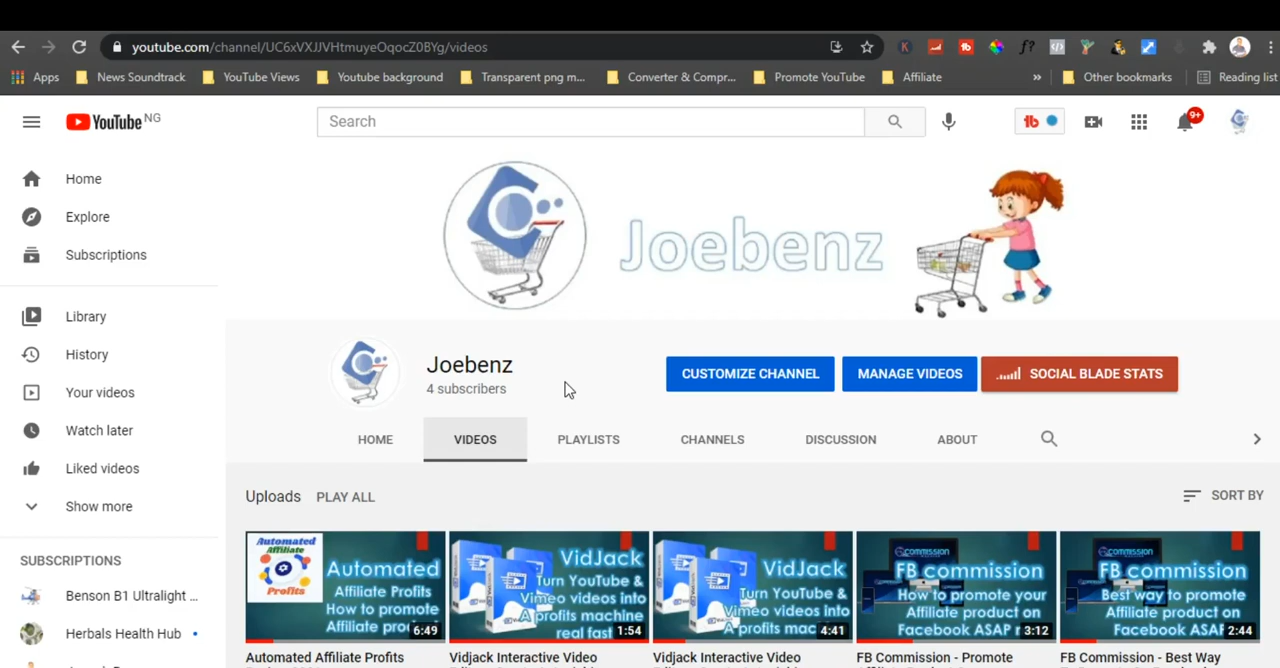 youtube.com/channel/UC6xVXJJVHtmuyeOqocZ0BYg/videos
Apps News Soundtrack YouTube Views Youtube background Transparent png m... Converter & Compr... Promote YouTube Affiliate » Other bookmarks Reading list
YouTube NG Search 9+
Home
Explore
Subscriptions
Library
History
Your videos
Watch later
Liked videos
Show more
SUBSCRIPTIONS
Benson B1 Ultralight ...
Herbals Health Hub
Joebenz
Joebenz
4 subscribers
CUSTOMIZE CHANNEL MANAGE VIDEOS SOCIAL BLADE STATS
HOME VIDEOS PLAYLISTS CHANNELS DISCUSSION ABOUT
Uploads PLAY ALL SORT BY
Automated
Affiliate
Profits
Automated
Affiliate Profits
How to promote
Affiliate
6:49
Automated Affiliate Profits
VidJack
Turn YouTube &
Vimeo videos into
A profits machine
real fast
1:54
Vidjack Interactive Video
VidJack
Turn YouTube &
Vimeo videos into
A profits
4:41
Vidjack Interactive Video
commission
FB commission
How to promote your
Affiliate product on
Facebook ASAP
3:12
FB Commission - Promote
commission
FB commission
Best way to promote
Affiliate product on
Facebook ASAP
2:44
FB Commission - Best Way